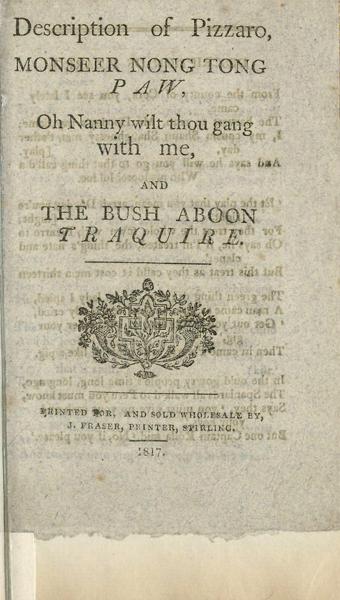 Description of Pizzaro,
MONSEER NONG TONG
PAW,
Oh Nanny wilt thou gang
with me,
AND
THE BUSH ABOON
TRAQUIRE.
PRINTED FOR, AND SOLD WHOLESALE BY,
J. FRASER, PRINTER, STIRLING.
1817.